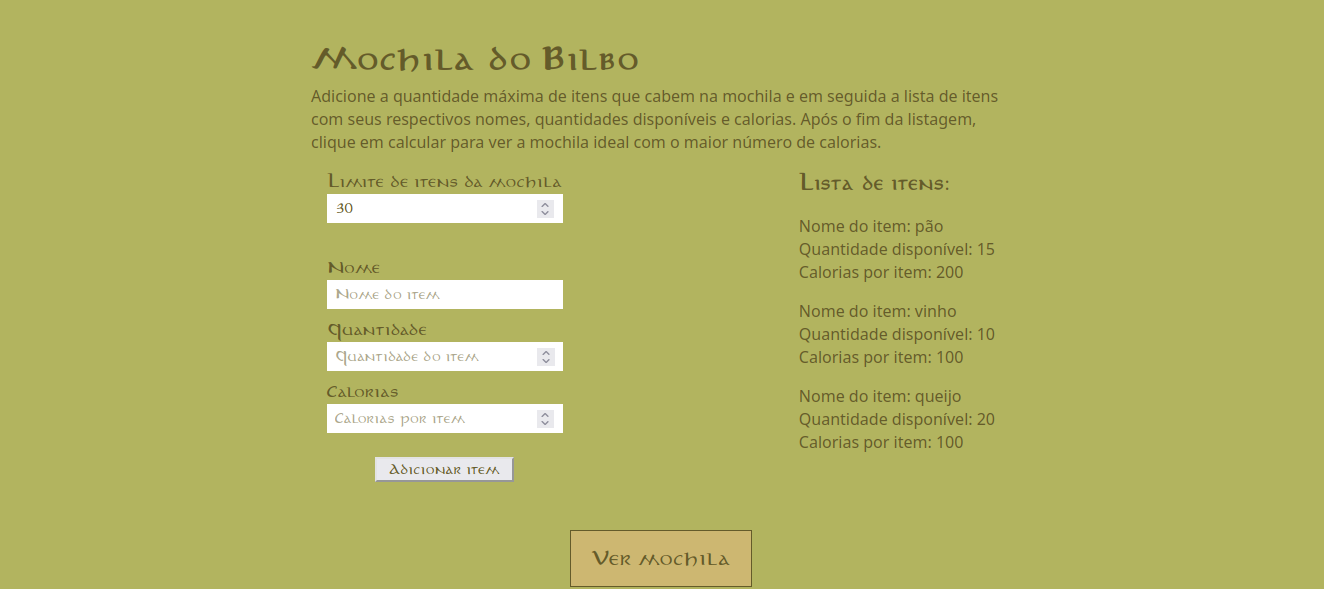 Mochila do Bilbo
Adicione a quantidade máxima de itens que cabem na mochila e em seguida a lista de itens
com seus respectivos nomes, quantidades disponíveis e calorias. Após o fim da listagem,
clique em calcular para ver a mochila ideal com o maior número de calorias.
Limite de itens da mochila
30
Nome
Nome do item
Quantidade
Quantidade do item
Calorias
Calorias por item
Adicionar item
Lista de itens:
Nome do item: pão
Quantidade disponível: 15
Calorias por item: 200
Nome do item: vinho
Quantidade disponível: 10
Calorias por item: 100
Nome do item: queijo
Quantidade disponível: 20
Calorias por item: 100
Ver mochila